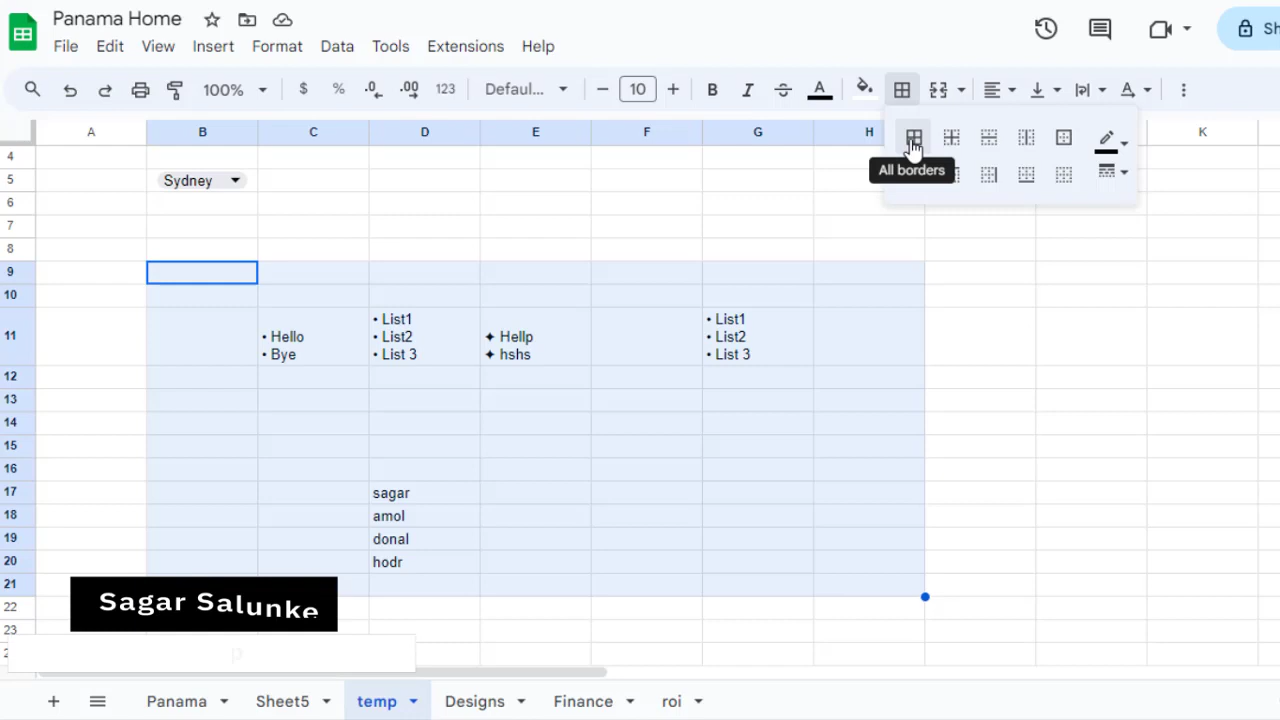 Panama Home
File Edit View Insert Format Data Tools Extensions Help
Sh
100% $ % .0 .00 123 Defaul... − 10 + B I S A A
All borders
A B C D E F G H K
4
5 Sydney
6
7
8
9
10
11
• Hello
• Bye
• List1
• List2
• List 3
✦ Hellp
✦ hshs
• List1
• List2
• List 3
12
13
14
15
16
17 sagar
18 amol
19 donal
20 hodr
21
22
23
Sagar Salunke
p
+ Panama Sheet5 temp Designs Finance roi